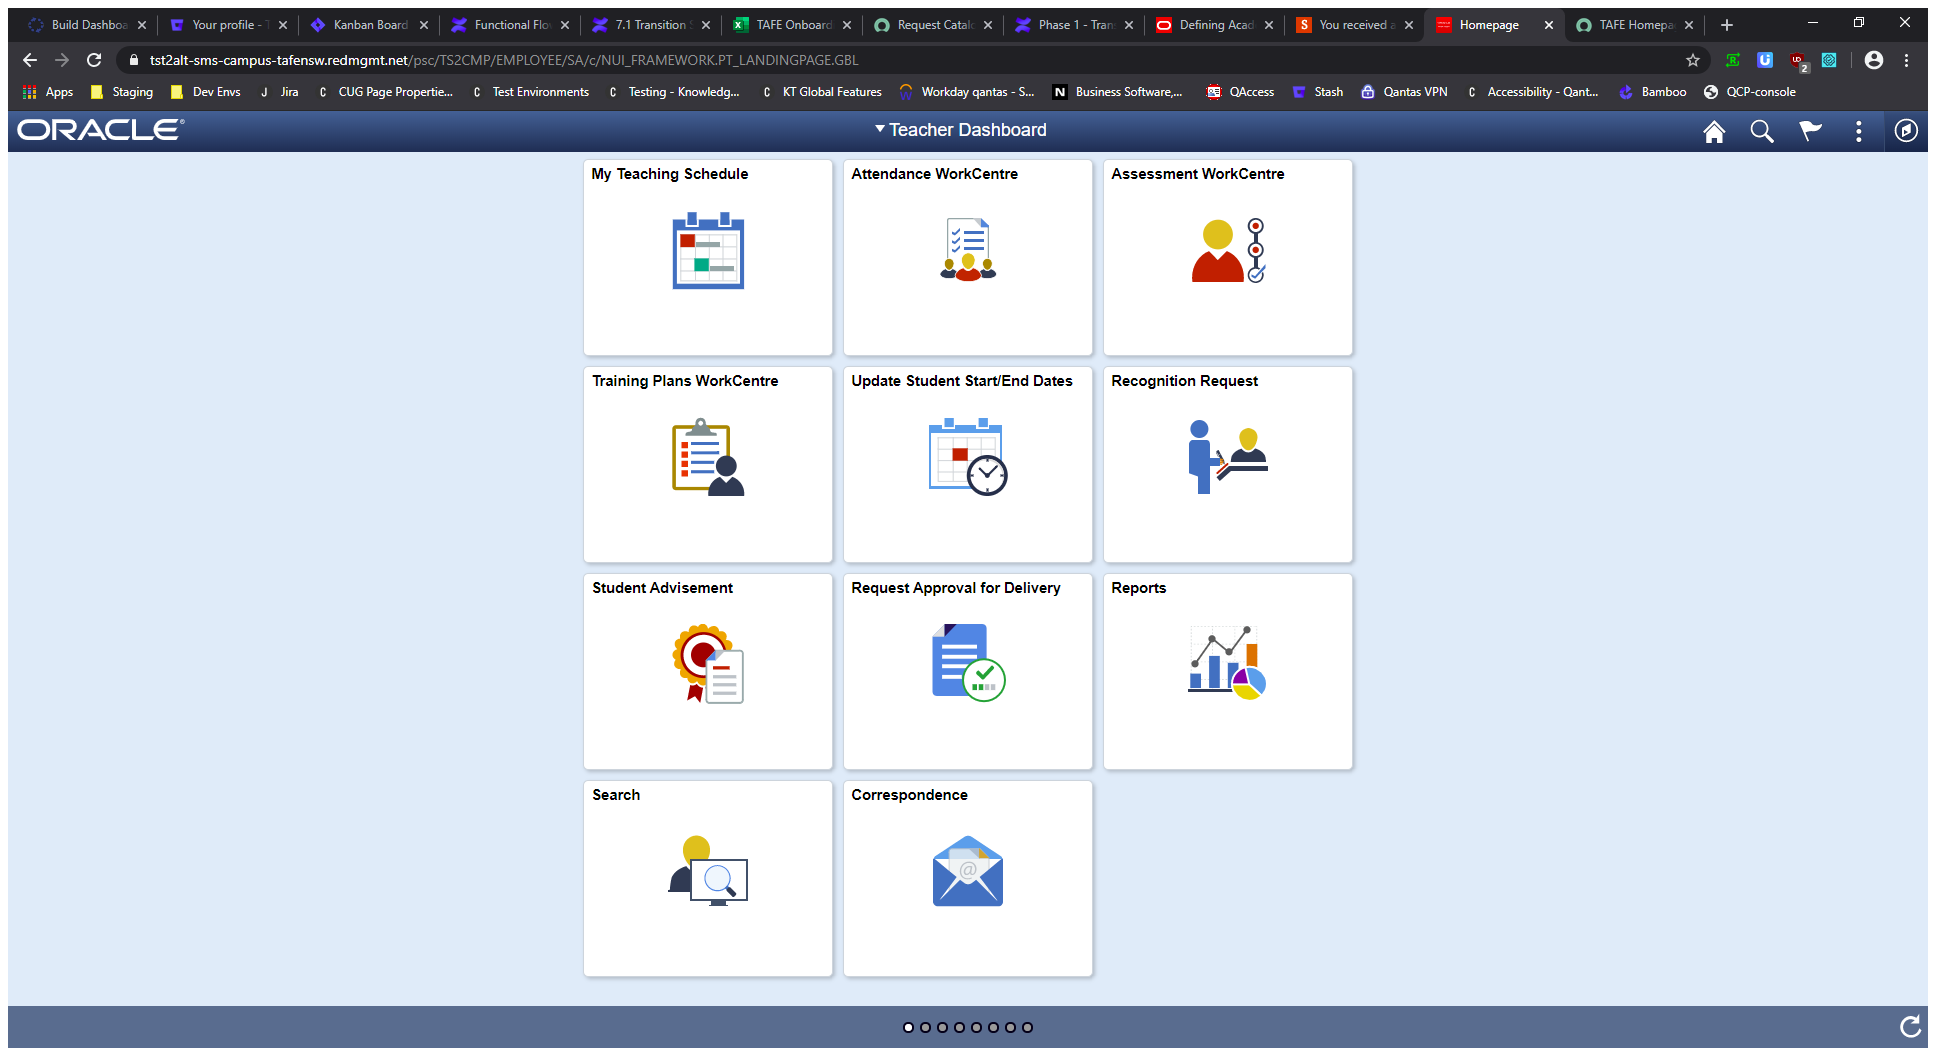 Build Dashboa
Your profile - T
Kanban Board
Functional Flo
7.1 Transition S
TAFE Onboard
Request Catal
Phase 1 - Tran
Defining Acad
You received a
Homepage
TAFE Homepa
tst2alt-sms-campus-tafensw.redmgmt.net/psc/TS2CMP/EMPLOYEE/SA/c/NUI_FRAMEWORK.PT_LANDINGPAGE.GBL
2
Apps
Staging
Dev Envs
J Jira
C CUG Page Propertie...
C Test Environments
C Testing - Knowledg...
C KT Global Features
Workday qantas - S...
N Business Software,...
QAccess
Stash
Qantas VPN
C Accessibility - Qant...
Bamboo
QCP-console
ORACLE®
Teacher Dashboard
My Teaching Schedule
Attendance WorkCentre
Assessment WorkCentre
Training Plans WorkCentre
Update Student Start/End Dates
Recognition Request
Student Advisement
Request Approval for Delivery
Reports
Search
Correspondence
@